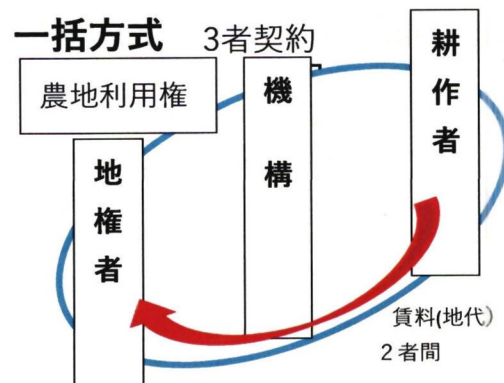 一括方式
3者契約
農地利用権
地権者
機構
耕作者
賃料(地代)
2者間